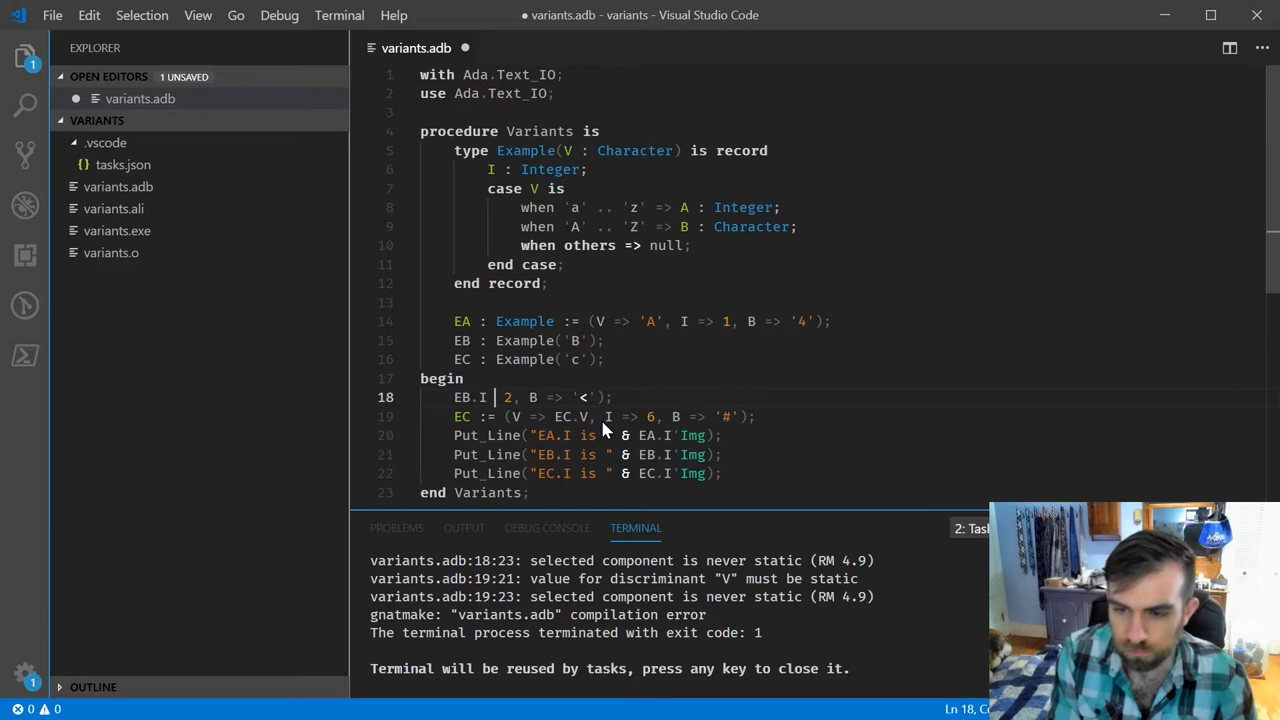 File Edit Selection View Go Debug Terminal Help ● variants.adb - variants - Visual Studio Code
EXPLORER
OPEN EDITORS 1 UNSAVED
variants.adb
VARIANTS
.vscode
{} tasks.json
variants.adb
variants.ali
variants.exe
variants.o
OUTLINE
1
1
variants.adb
1 with Ada.Text_IO;
2 use Ada.Text_IO;
3
4 procedure Variants is
5 type Example(V : Character) is record
6 I : Integer;
7 case V is
8 when 'a' .. 'z' => A : Integer;
9 when 'A' .. 'Z' => B : Character;
10 when others => null;
11 end case;
12 end record;
13
14 EA : Example := (V => 'A', I => 1, B => '4');
15 EB : Example('B');
16 EC : Example('c');
17 begin
18 EB.I 2, B => '<');
19 EC := (V => EC.V, I => 6, B => '#');
20 Put_Line("EA.I is " & EA.I'Img);
21 Put_Line("EB.I is " & EB.I'Img);
22 Put_Line("EC.I is " & EC.I'Img);
23 end Variants;
PROBLEMS OUTPUT DEBUG CONSOLE TERMINAL 2: Task
variants.adb:18:23: selected component is never static (RM 4.9)
variants.adb:19:21: value for discriminant "V" must be static
variants.adb:19:23: selected component is never static (RM 4.9)
gnatmake: "variants.adb" compilation error
The terminal process terminated with exit code: 1
Terminal will be reused by tasks, press any key to close it.
0 0 Ln 18,